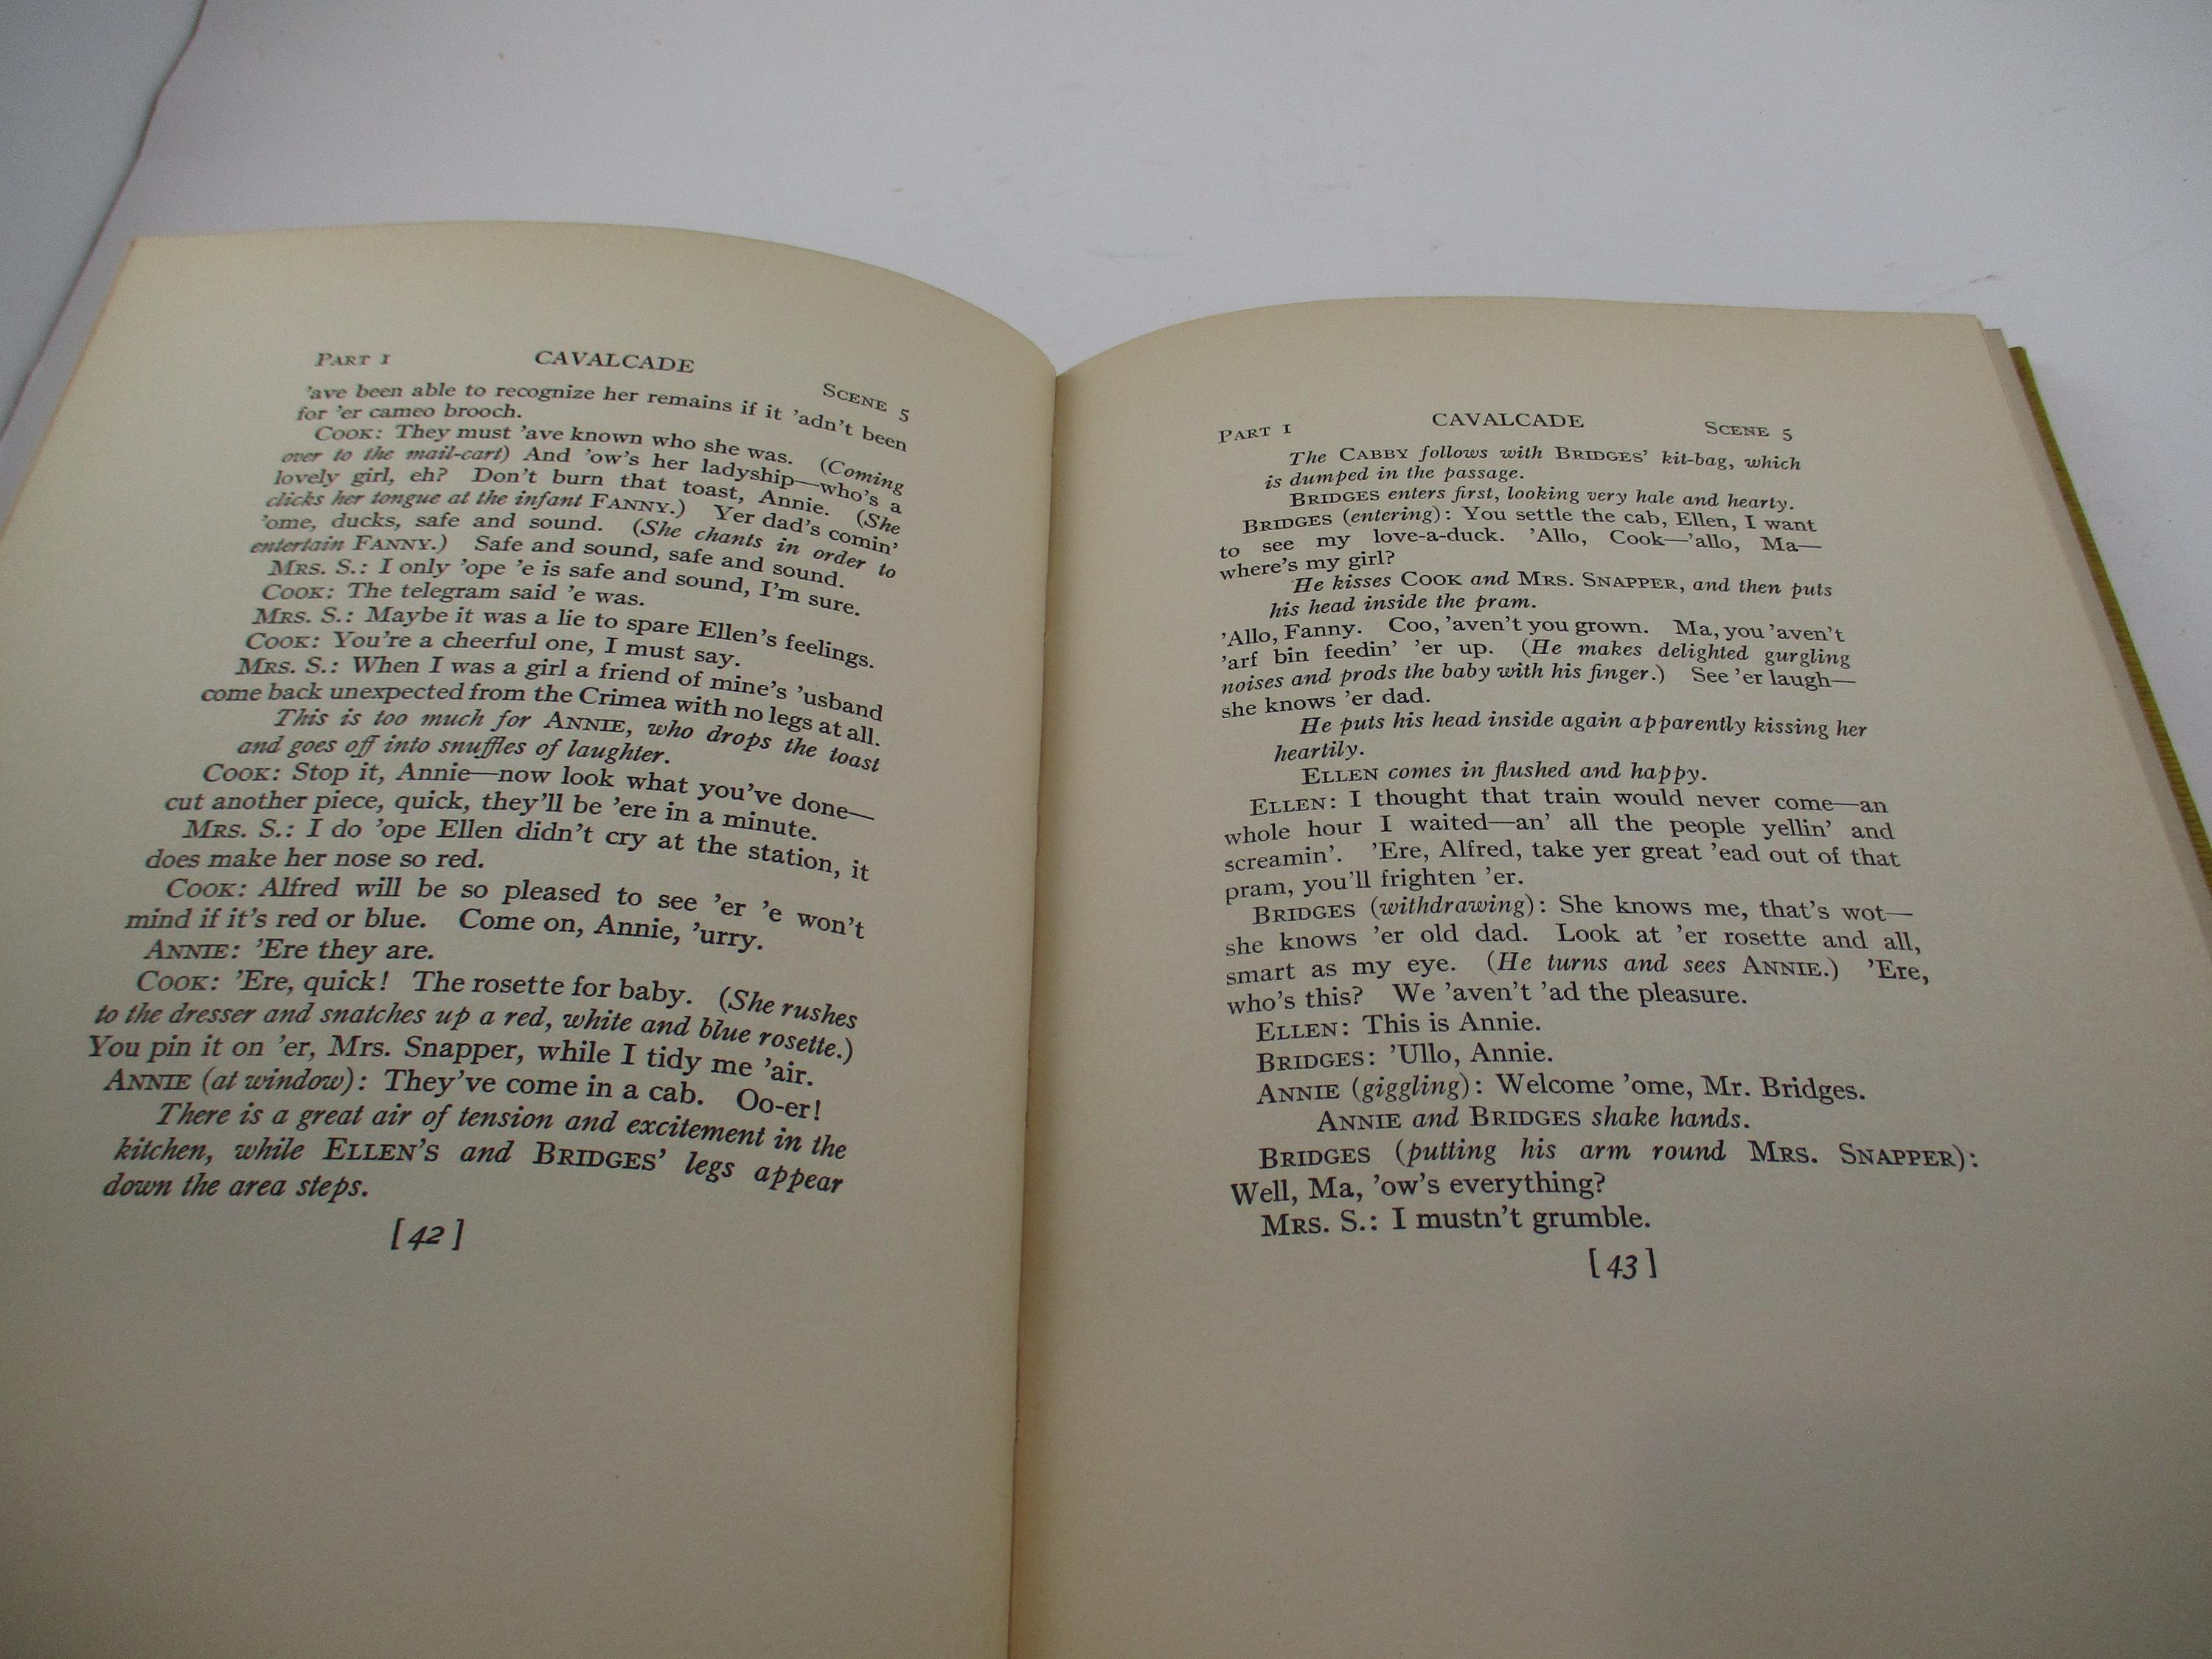 PART I CAVALCADE SCENE 5
'ave been able to recognize her remains if it 'adn't been
for 'er cameo brooch.
COOK: They must 'ave known who she was. (Coming
over to the mail-cart) And 'ow's her ladyship—who's a
lovely girl, eh? Don't burn that toast, Annie. (She
clicks her tongue at the infant FANNY.) Yer dad's comin'
'ome, ducks, safe and sound. (She chants in order to
entertain FANNY.) Safe and sound, safe and sound.
MRS. S.: I only 'ope 'e is safe and sound, I'm sure.
COOK: The telegram said 'e was.
MRS. S.: Maybe it was a lie to spare Ellen's feelings.
COOK: You're a cheerful one, I must say.
MRS. S.: When I was a girl a friend of mine's 'usband
come back unexpected from the Crimea with no legs at all.
This is too much for ANNIE, who drops the toast
and goes off into snuffles of laughter.
COOK: Stop it, Annie—now look what you've done—
cut another piece, quick, they'll be 'ere in a minute.
MRS. S.: I do 'ope Ellen didn't cry at the station, it
does make her nose so red.
COOK: Alfred will be so pleased to see 'er 'e won't
mind if it's red or blue. Come on, Annie, 'urry.
ANNIE: 'Ere they are.
COOK: 'Ere, quick! The rosette for baby. (She rushes
to the dresser and snatches up a red, white and blue rosette.)
You pin it on 'er, Mrs. Snapper, while I tidy me 'air.
ANNIE (at window): They've come in a cab. Oo-er!
There is a great air of tension and excitement in the
kitchen, while ELLEN'S and BRIDGES' legs appear
down the area steps.
[42]
PART I CAVALCADE SCENE 5
The CABBY follows with BRIDGES' kit-bag, which
is dumped in the passage.
BRIDGES enters first, looking very hale and hearty.
BRIDGES (entering): You settle the cab, Ellen, I want
to see my love-a-duck. 'Allo, Cook—'allo, Ma—
where's my girl?
He kisses COOK and MRS. SNAPPER, and then puts
his head inside the pram.
'Allo, Fanny. Coo, 'aven't you grown. Ma, you 'aven't
'arf bin feedin' 'er up. (He makes delighted gurgling
noises and prods the baby with his finger.) See 'er laugh—
she knows 'er dad.
He puts his head inside again apparently kissing her
heartily.
ELLEN comes in flushed and happy.
ELLEN: I thought that train would never come—an
whole hour I waited—an' all the people yellin' and
screamin'. 'Ere, Alfred, take yer great 'ead out of that
pram, you'll frighten 'er.
BRIDGES (withdrawing): She knows me, that's wot—
she knows 'er old dad. Look at 'er rosette and all,
smart as my eye. (He turns and sees ANNIE.) 'Ere,
who's this? We 'aven't 'ad the pleasure.
ELLEN: This is Annie.
BRIDGES: 'Ullo, Annie.
ANNIE (giggling): Welcome 'ome, Mr. Bridges.
ANNIE and BRIDGES shake hands.
BRIDGES (putting his arm round MRS. SNAPPER):
Well, Ma, 'ow's everything?
MRS. S.: I mustn't grumble.
[43]